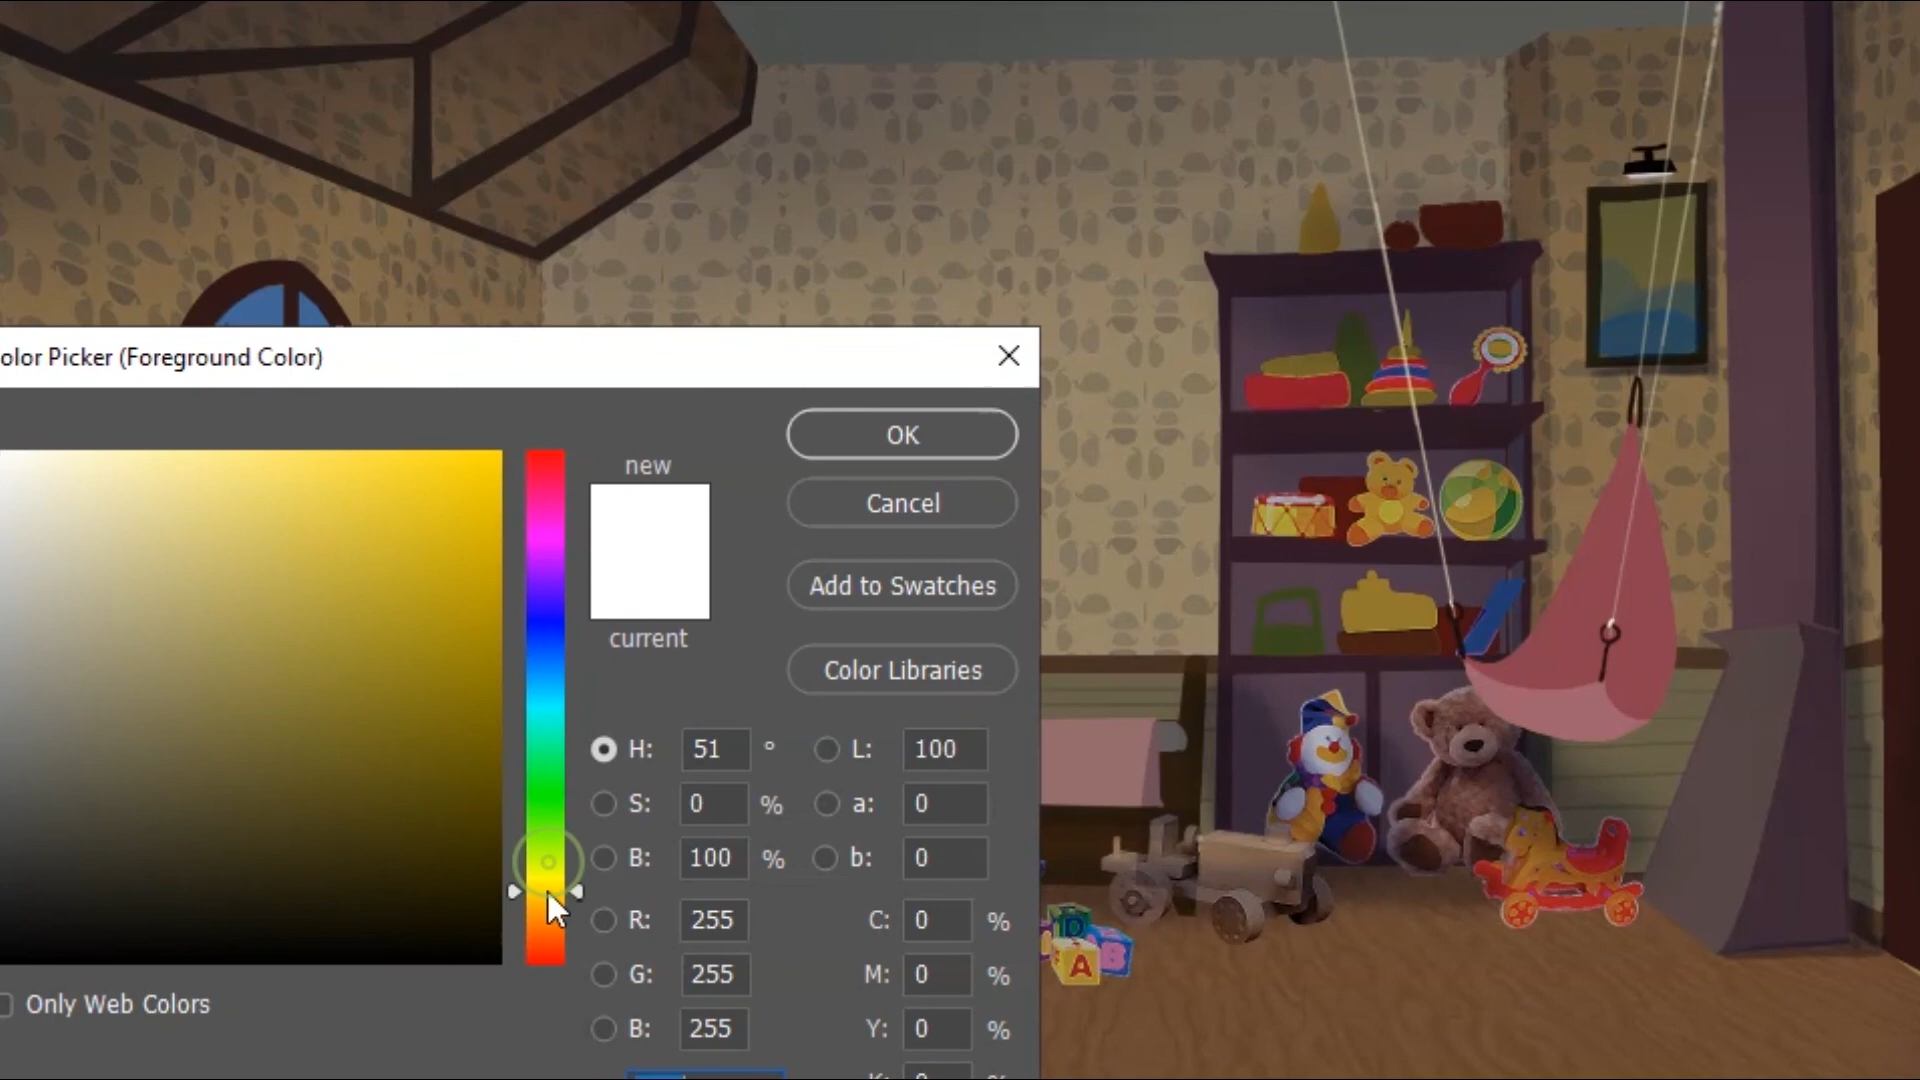 olor Picker (Foreground Color)
OK
new
Cancel
Add to Swatches
current
Color Libraries
H: 51 °
L: 100
S: 0 %
a: 0
B: 100 %
b: 0
R: 255
C: 0 %
G: 255
M: 0 %
Only Web Colors
B: 255
Y: 0 %
D
A
B